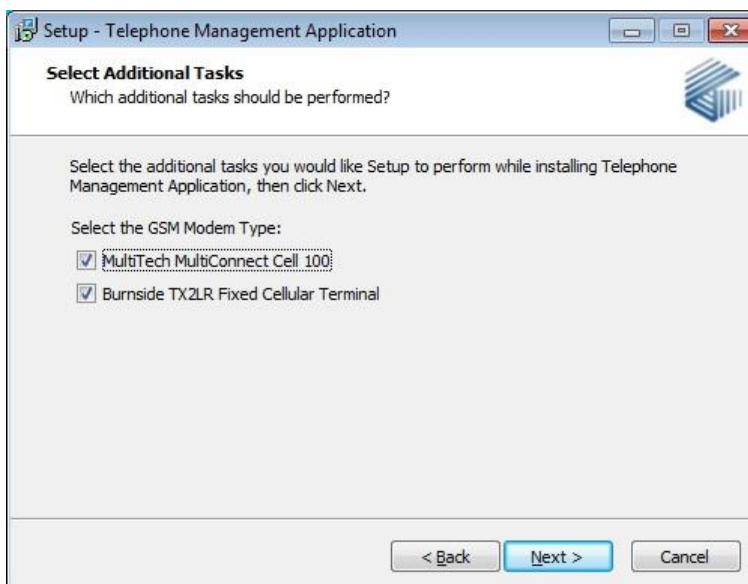 Setup - Telephone Management Application
Select Additional Tasks
Which additional tasks should be performed?
Select the additional tasks you would like Setup to perform while installing Telephone
Management Application, then click Next.
Select the GSM Modem Type:
MultiTech MultiConnect Cell 100
Burnside TX2LR Fixed Cellular Terminal
< Back
Next >
Cancel